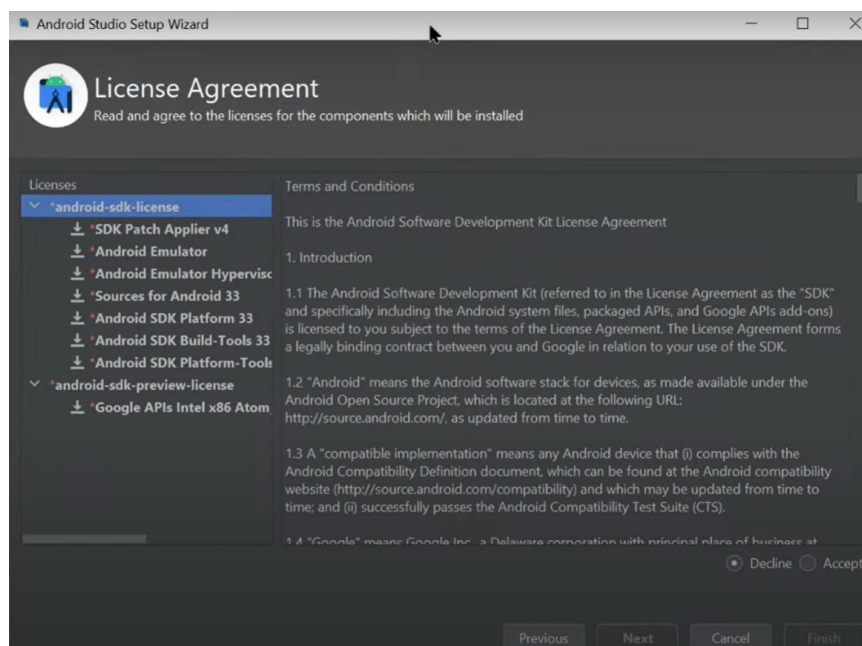 Android Studio Setup Wizard
License Agreement
Read and agree to the licenses for the components which will be installed
Licenses
*android-sdk-license
*SDK Patch Applier v4
*Android Emulator
*Android Emulator Hypervisc
*Sources for Android 33
*Android SDK Platform 33
*Android SDK Build-Tools 33
*Android SDK Platform-Tools
*android-sdk-preview-license
*Google APIs Intel x86 Atom
Terms and Conditions
This is the Android Software Development Kit License Agreement
1. Introduction
1.1 The Android Software Development Kit (referred to in the License Agreement as the "SDK"
and specifically including the Android system files, packaged APIs, and Google APIs add-ons)
is licensed to you subject to the terms of the License Agreement. The License Agreement forms
a legally binding contract between you and Google in relation to your use of the SDK.
1.2 "Android" means the Android software stack for devices, as made available under the
Android Open Source Project, which is located at the following URL:
http://source.android.com/, as updated from time to time.
1.3 A "compatible implementation" means any Android device that (i) complies with the
Android Compatibility Definition document, which can be found at the Android compatibility
website (http://source.android.com/compatibility) and which may be updated from time to
time; and (ii) successfully passes the Android Compatibility Test Suite (CTS).
1.4 "Google" means Google Inc., a Delaware corporation with principal place of business at
Decline Accept
Previous Next Cancel Finish